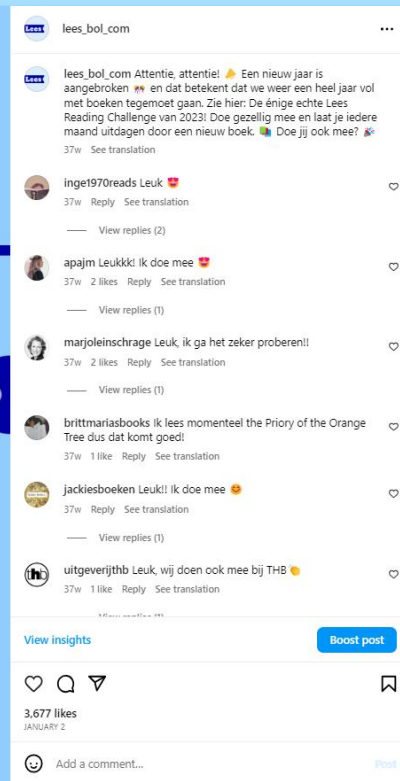 Lees
lees_bol_com
Lees
lees_bol_com Attentie, attentie! 📣 Een nieuw jaar is
aangebroken 🎊 en dat betekent dat we weer een heel jaar vol
met boeken tegemoet gaan. Zie hier: De énige echte Lees
Reading Challenge van 2023! Doe gezellig mee en laat je iedere
maand uitdagen door een nieuw boek. 📚 Doe jij ook mee? 🎉
37w See translation
inge1970reads Leuk 😍
37w Reply See translation
View replies (2)
apajm Leukkk! Ik doe mee 😍
37w 2 likes Reply See translation
View replies (1)
marjoleinschrage Leuk, ik ga het zeker proberen!!
37w 2 likes Reply See translation
View replies (1)
brittmariasbooks Ik lees momenteel the Priory of the Orange
Tree dus dat komt goed!
37w 1 like Reply See translation
jackiesboeken Leuk!! Ik doe mee 😊
37w Reply See translation
View replies (1)
thb
uitgeverijthb Leuk, wij doen ook mee bij THB 👏
37w 1 like Reply See translation
View replies (1)
View insights
Boost post
3,677 likes
JANUARY 2
Add a comment...
Post